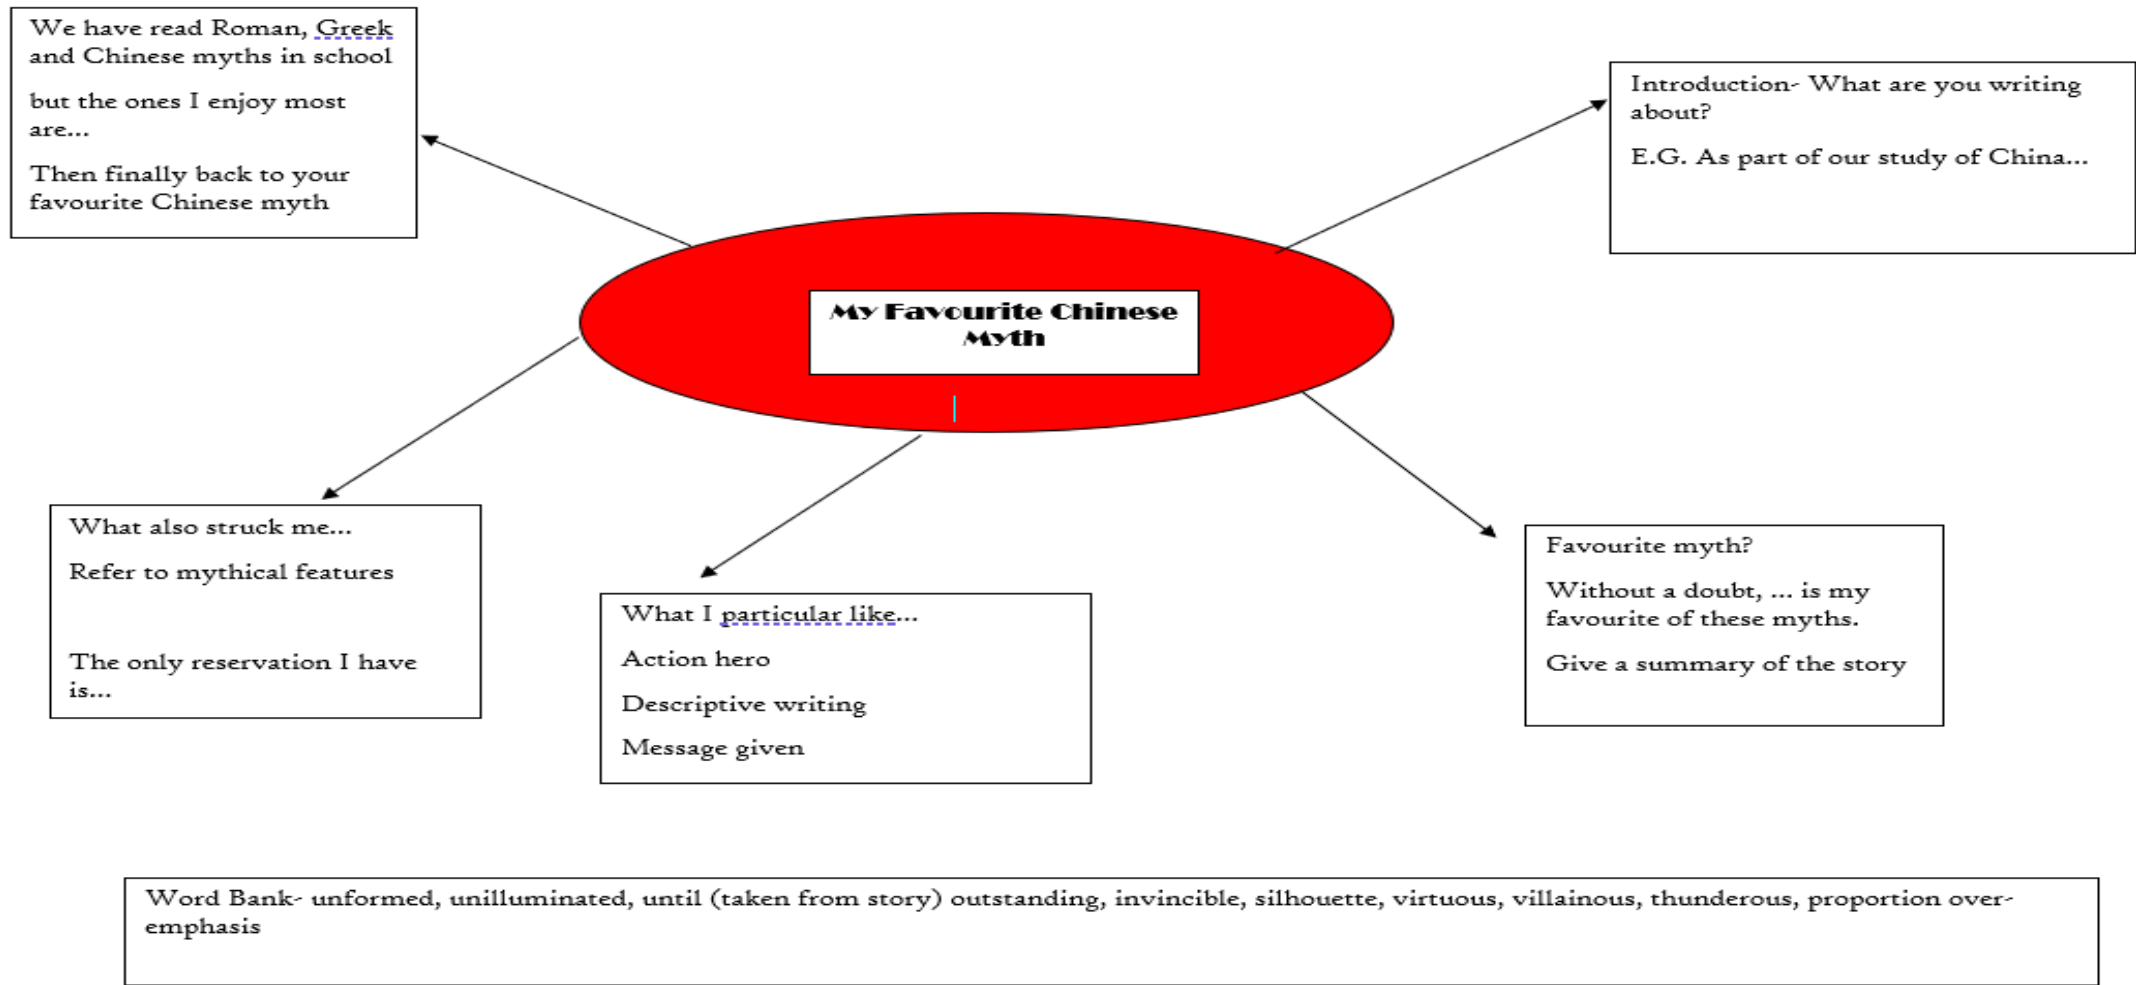 We have read Roman, Greek
and Chinese myths in school
but the ones I enjoy most
are...
Then finally back to your
favourite Chinese myth
Introduction- What are you writing
about?
E.G. As part of our study of China...
My Favourite Chinese
Myth
What also struck me...
Refer to mythical features
The only reservation I have
is...
What I particular like...
Action hero
Descriptive writing
Message given
Favourite myth?
Without a doubt, ... is my
favourite of these myths.
Give a summary of the story
Word Bank- unformed, unilluminated, until (taken from story) outstanding, invincible, silhouette, virtuous, villainous, thunderous, proportion over-
emphasis